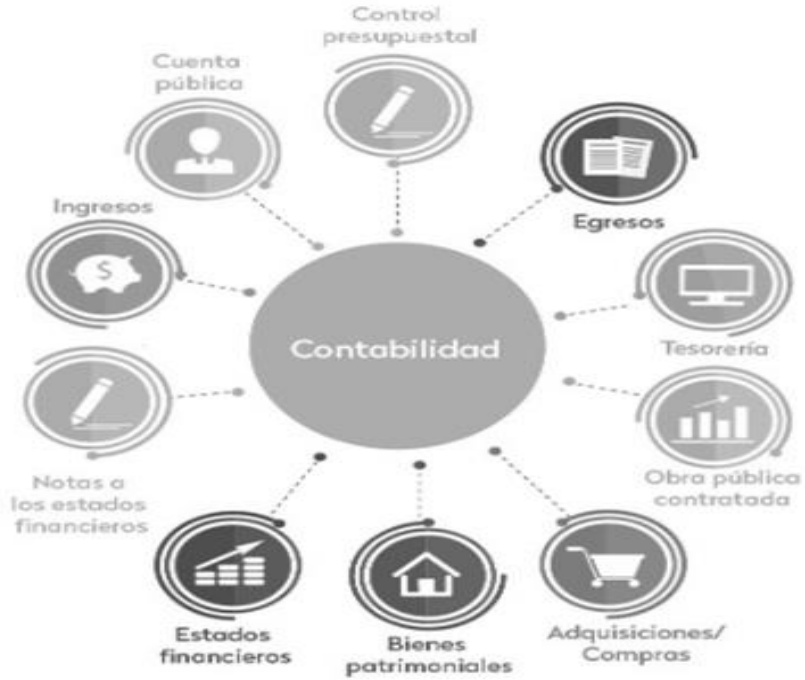 Control
presupuestal
Cuenta
pública
Ingresos
Egresos
$
Contabilidad
Tesorería
Notas a
los estados
financieros
Obra pública
contratada
Estados
financieros
Bienes
patrimoniales
Adquisiciones/
Compras